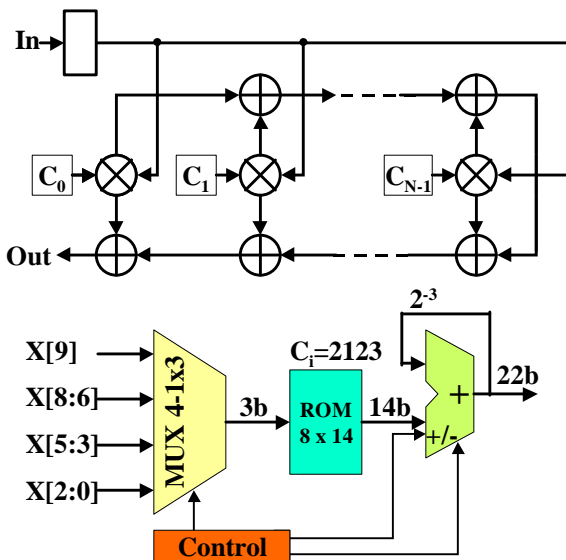 In
C0
C1
CN-1
Out
2-3
X[9]
X[8:6]
X[5:3]
X[2:0]
MUX 4-1x3
3b
Ci=2123
ROM
8 x 14
14b
+
+/-
22b
Control